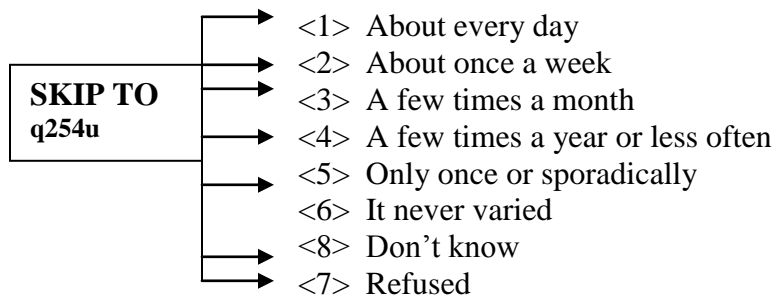 <1> About every day
<2> About once a week
SKIP TO
<3> A few times a month
q254u
<4> A few times a year or less often
<5> Only once or sporadically
<6> It never varied
<8> Don’t know
<7> Refused